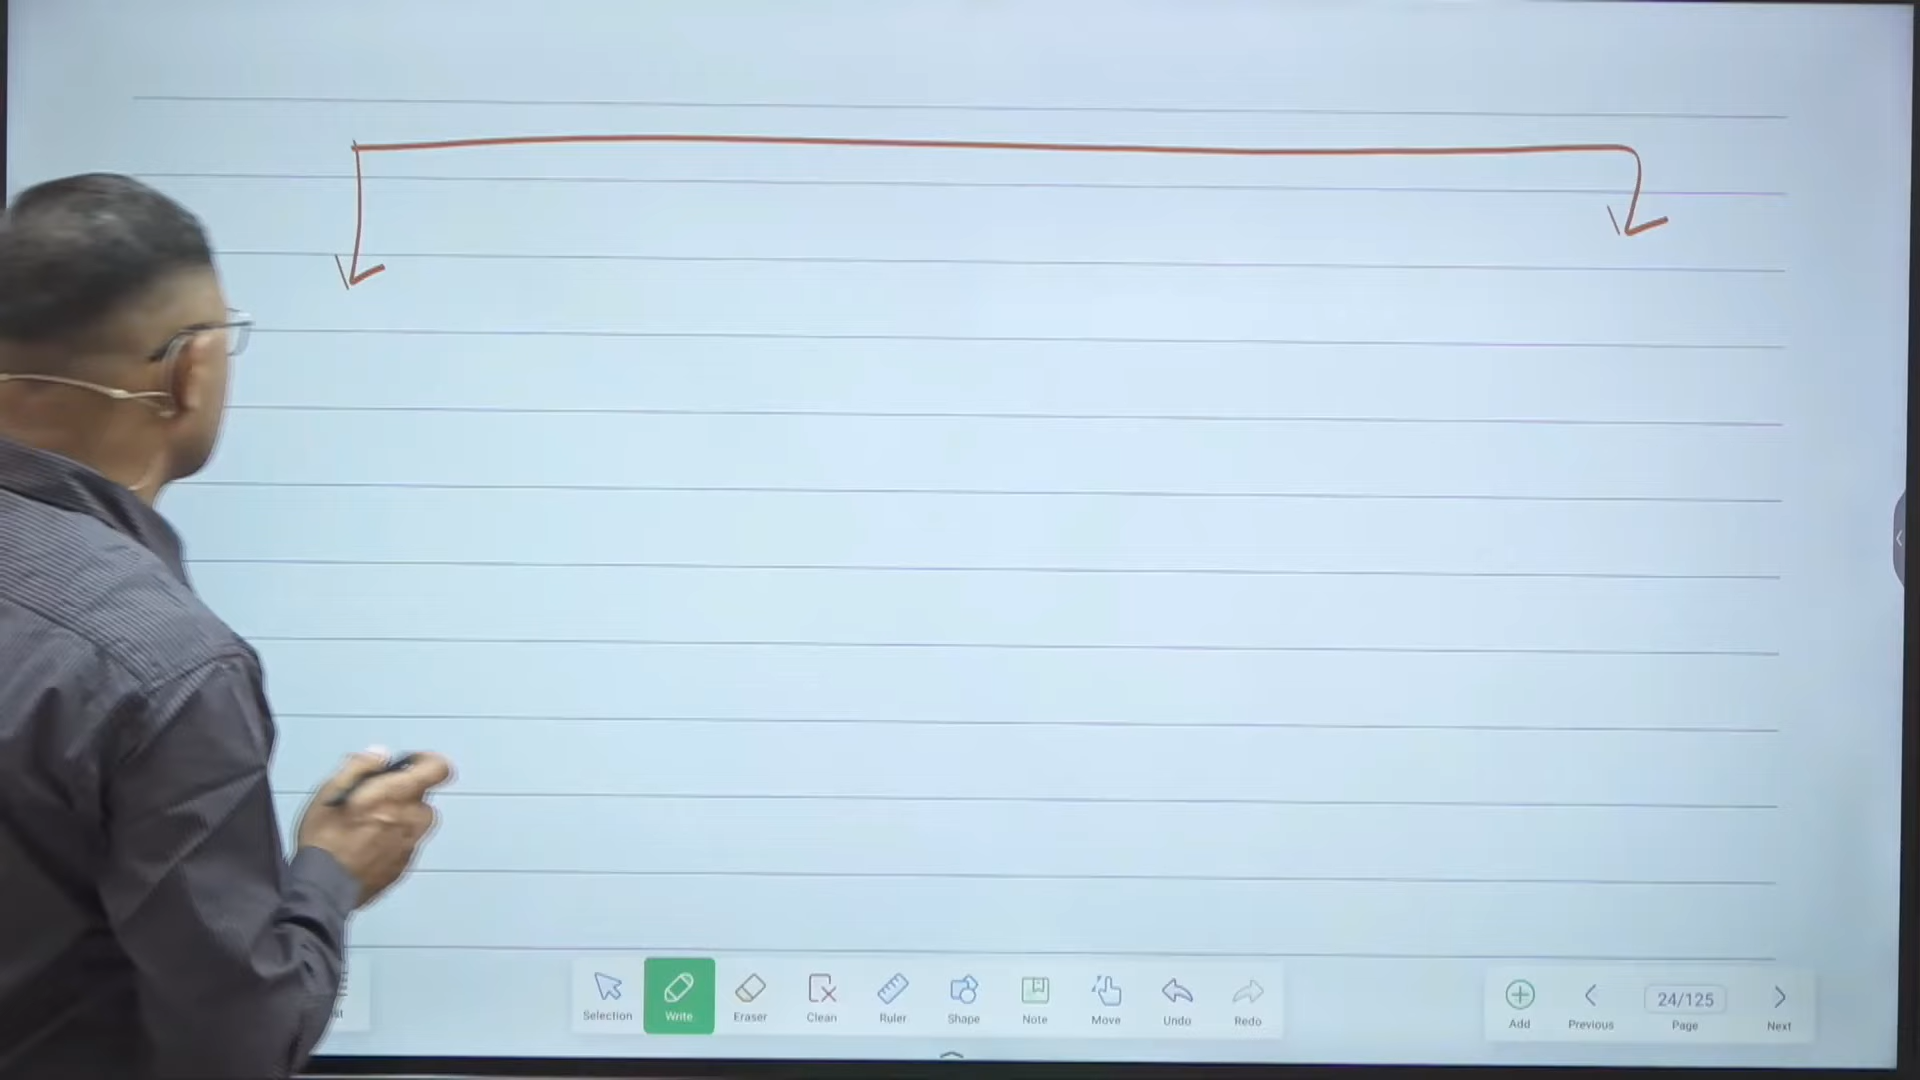 Selection
Write
Eraser
Clean
Ruler
Shape
Note
Move
Undo
Redo
Add
Previous
24/125
Page
Next